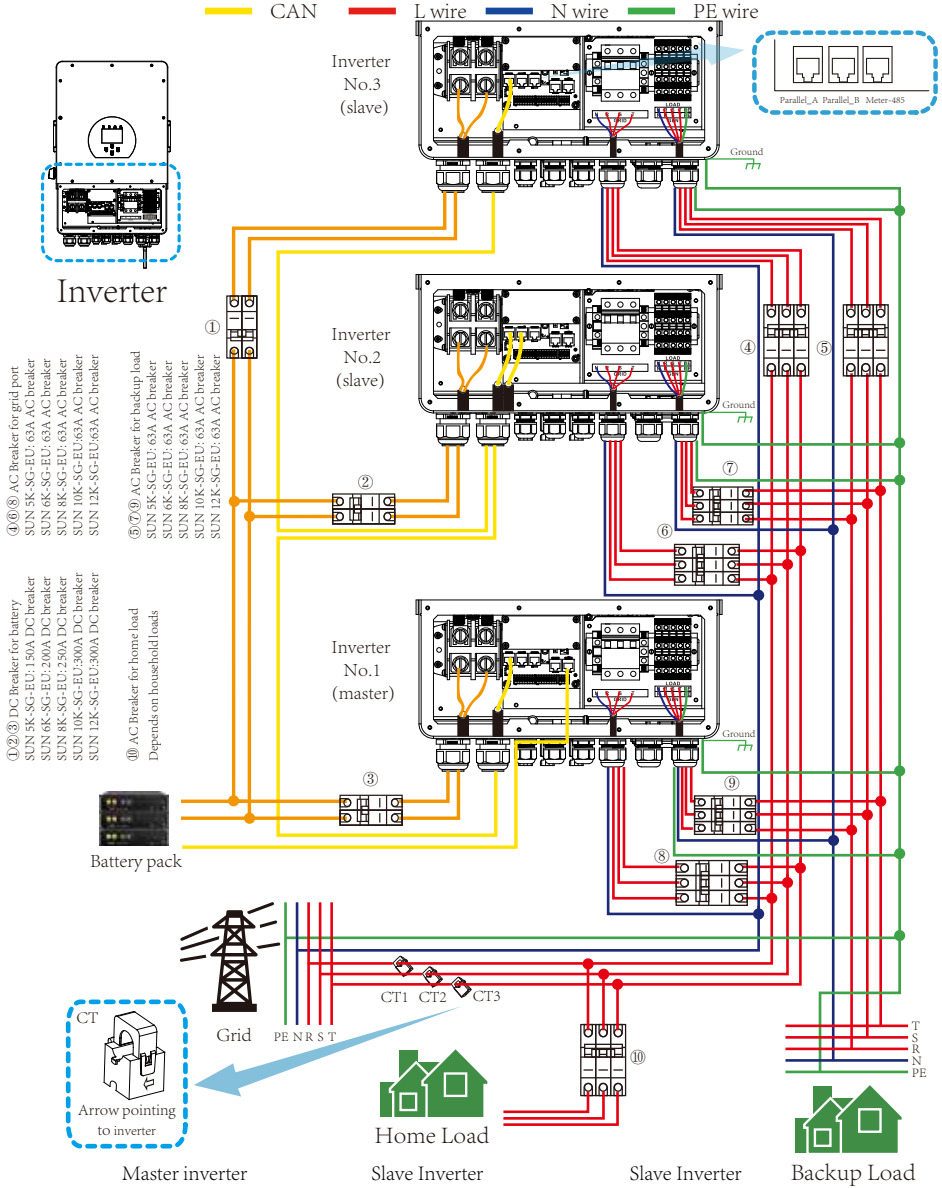 CAN
L wire
N wire
PE wire
Inverter
No.3
(slave)
Parallel_A Parallel_B Meter-485
GRID
LOAD
GEN
Ground
Inverter
①
Inverter
No.2
(slave)
④
⑤
GRID
LOAD
Ground
④⑥⑧ AC Breaker for grid port
SUN 5K-SG-EU: 63A AC breaker
SUN 6K-SG-EU: 63A AC breaker
SUN 8K-SG-EU: 63A AC breaker
SUN 10K-SG-EU:63A AC breaker
SUN 12K-SG-EU:63A AC breaker
⑤⑦⑨ AC Breaker for backup load
SUN 5K-SG-EU: 63A AC breaker
SUN 6K-SG-EU: 63A AC breaker
SUN 8K-SG-EU: 63A AC breaker
SUN 10K-SG-EU: 63A AC breaker
SUN 12K-SG-EU: 63A AC breaker
②
⑦
⑥
①②③ DC Breaker for battery
SUN 5K-SG-EU: 150A DC breaker
SUN 6K-SG-EU: 200A DC breaker
SUN 8K-SG-EU: 250A DC breaker
SUN 10K-SG-EU:300A DC breaker
SUN 12K-SG-EU:300A DC breaker
⑩ AC Breaker for home load
Depends on household loads
Inverter
No.1
(master)
GRID
LOAD
Ground
③
⑨
⑧
Battery pack
CT1 CT2 CT3
Grid
PE N R S T
CT
Arrow pointing
to inverter
⑩
Home Load
T
S
R
N
PE
Backup Load
Master inverter
Slave Inverter
Slave Inverter